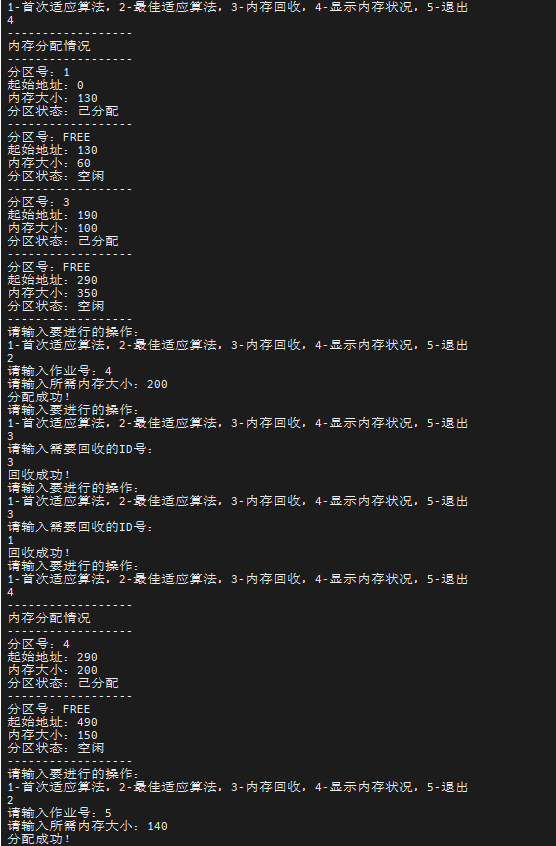 1-首次适应算法，2-最佳适应算法，3-内存回收，4-显示内存状况，5-退出
4
------------------
内存分配情况
------------------
分区号：1
起始地址：0
内存大小：130
分区状态：已分配
------------------
分区号：FREE
起始地址：130
内存大小：60
分区状态：空闲
------------------
分区号：3
起始地址：190
内存大小：100
分区状态：已分配
------------------
分区号：FREE
起始地址：290
内存大小：350
分区状态：空闲
------------------
请输入要进行的操作：
1-首次适应算法，2-最佳适应算法，3-内存回收，4-显示内存状况，5-退出
2
请输入作业号：4
请输入所需内存大小：200
分配成功！
请输入要进行的操作：
1-首次适应算法，2-最佳适应算法，3-内存回收，4-显示内存状况，5-退出
3
请输入需要回收的ID号：
3
回收成功！
请输入要进行的操作：
1-首次适应算法，2-最佳适应算法，3-内存回收，4-显示内存状况，5-退出
3
请输入需要回收的ID号：
1
回收成功！
请输入要进行的操作：
1-首次适应算法，2-最佳适应算法，3-内存回收，4-显示内存状况，5-退出
4
------------------
内存分配情况
------------------
分区号：4
起始地址：290
内存大小：200
分区状态：已分配
------------------
分区号：FREE
起始地址：490
内存大小：150
分区状态：空闲
------------------
请输入要进行的操作：
1-首次适应算法，2-最佳适应算法，3-内存回收，4-显示内存状况，5-退出
2
请输入作业号：5
请输入所需内存大小：140
分配成功！